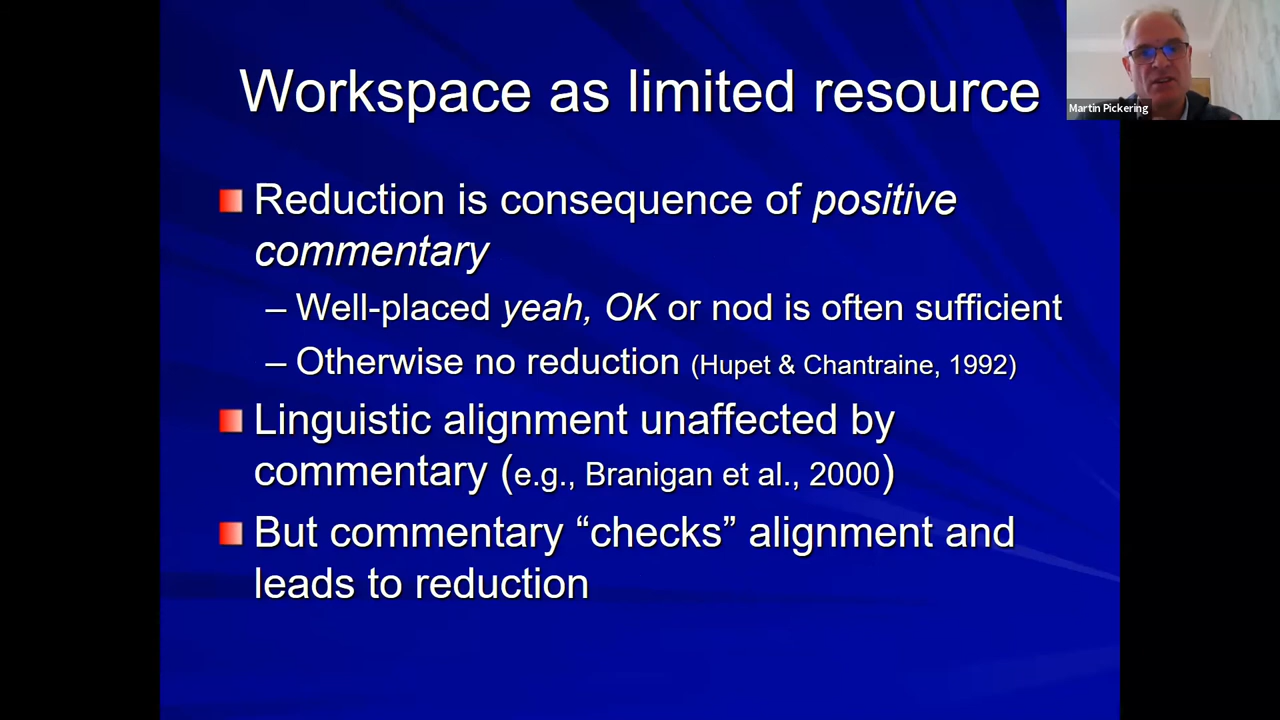 Workspace as limited resource
Martin Pickering
Reduction is consequence of positive
commentary
– Well-placed yeah, OK or nod is often sufficient
– Otherwise no reduction (Hupet & Chantraine, 1992)
Linguistic alignment unaffected by
commentary (e.g., Branigan et al., 2000)
But commentary “checks” alignment and
leads to reduction